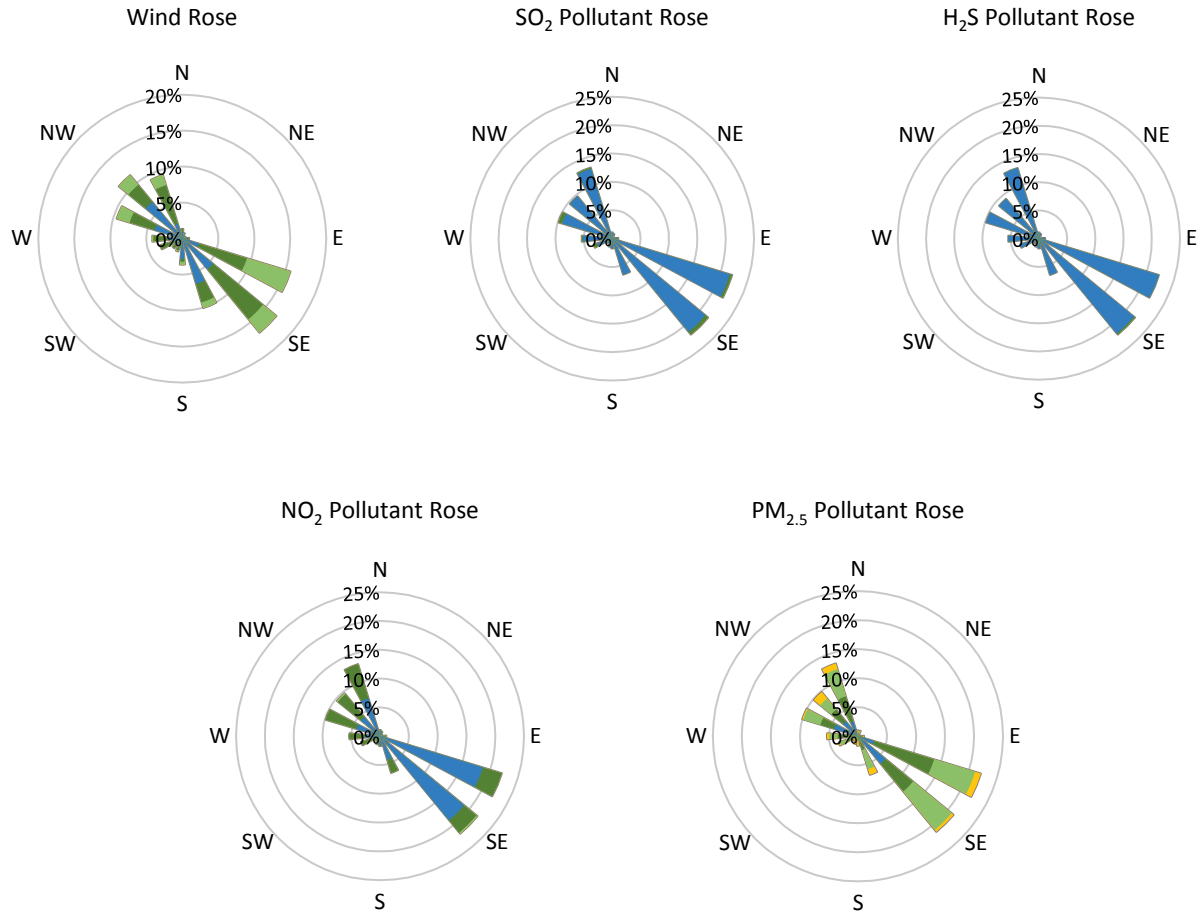 Wind Rose
N
20%
15%
10%
5%
0%
NW
NE
W
E
SW
SE
S
SO₂ Pollutant Rose
N
25%
20%
15%
10%
5%
0%
NW
NE
W
E
SW
SE
S
H₂S Pollutant Rose
N
25%
20%
15%
10%
5%
0%
NW
NE
W
E
SW
SE
S
NO₂ Pollutant Rose
N
25%
20%
15%
10%
5%
0%
NW
NE
W
E
SW
SE
S
PM₂.₅ Pollutant Rose
N
25%
20%
15%
10%
5%
0%
NW
NE
W
E
SW
SE
S